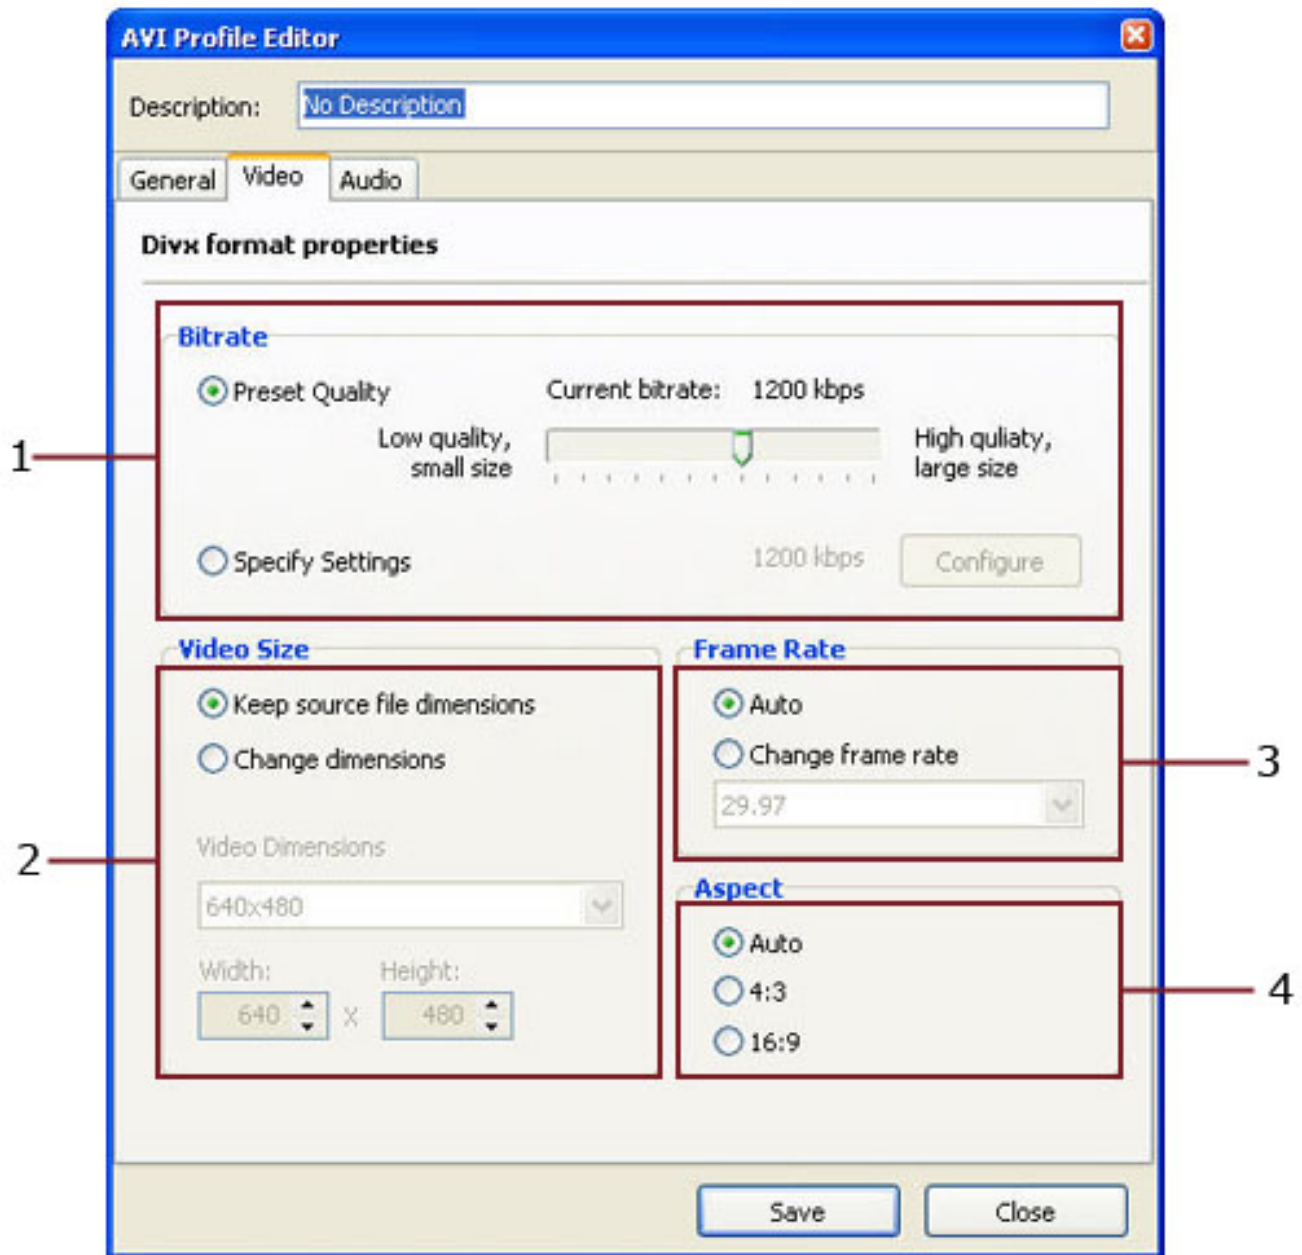 AVI Profile Editor
Description: No Description
General Video Audio
Divx format properties
Bitrate
Preset Quality Current bitrate: 1200 kbps
Low quality, small size
High quliaty, large size
1
Specify Settings 1200 kbps Configure
Video Size
Keep source file dimensions
Change dimensions
Video Dimensions
2
640x480
Width: Height:
640 X 480
Frame Rate
Auto
Change frame rate
3
29.97
Aspect
Auto
4:3
4
16:9
Save Close